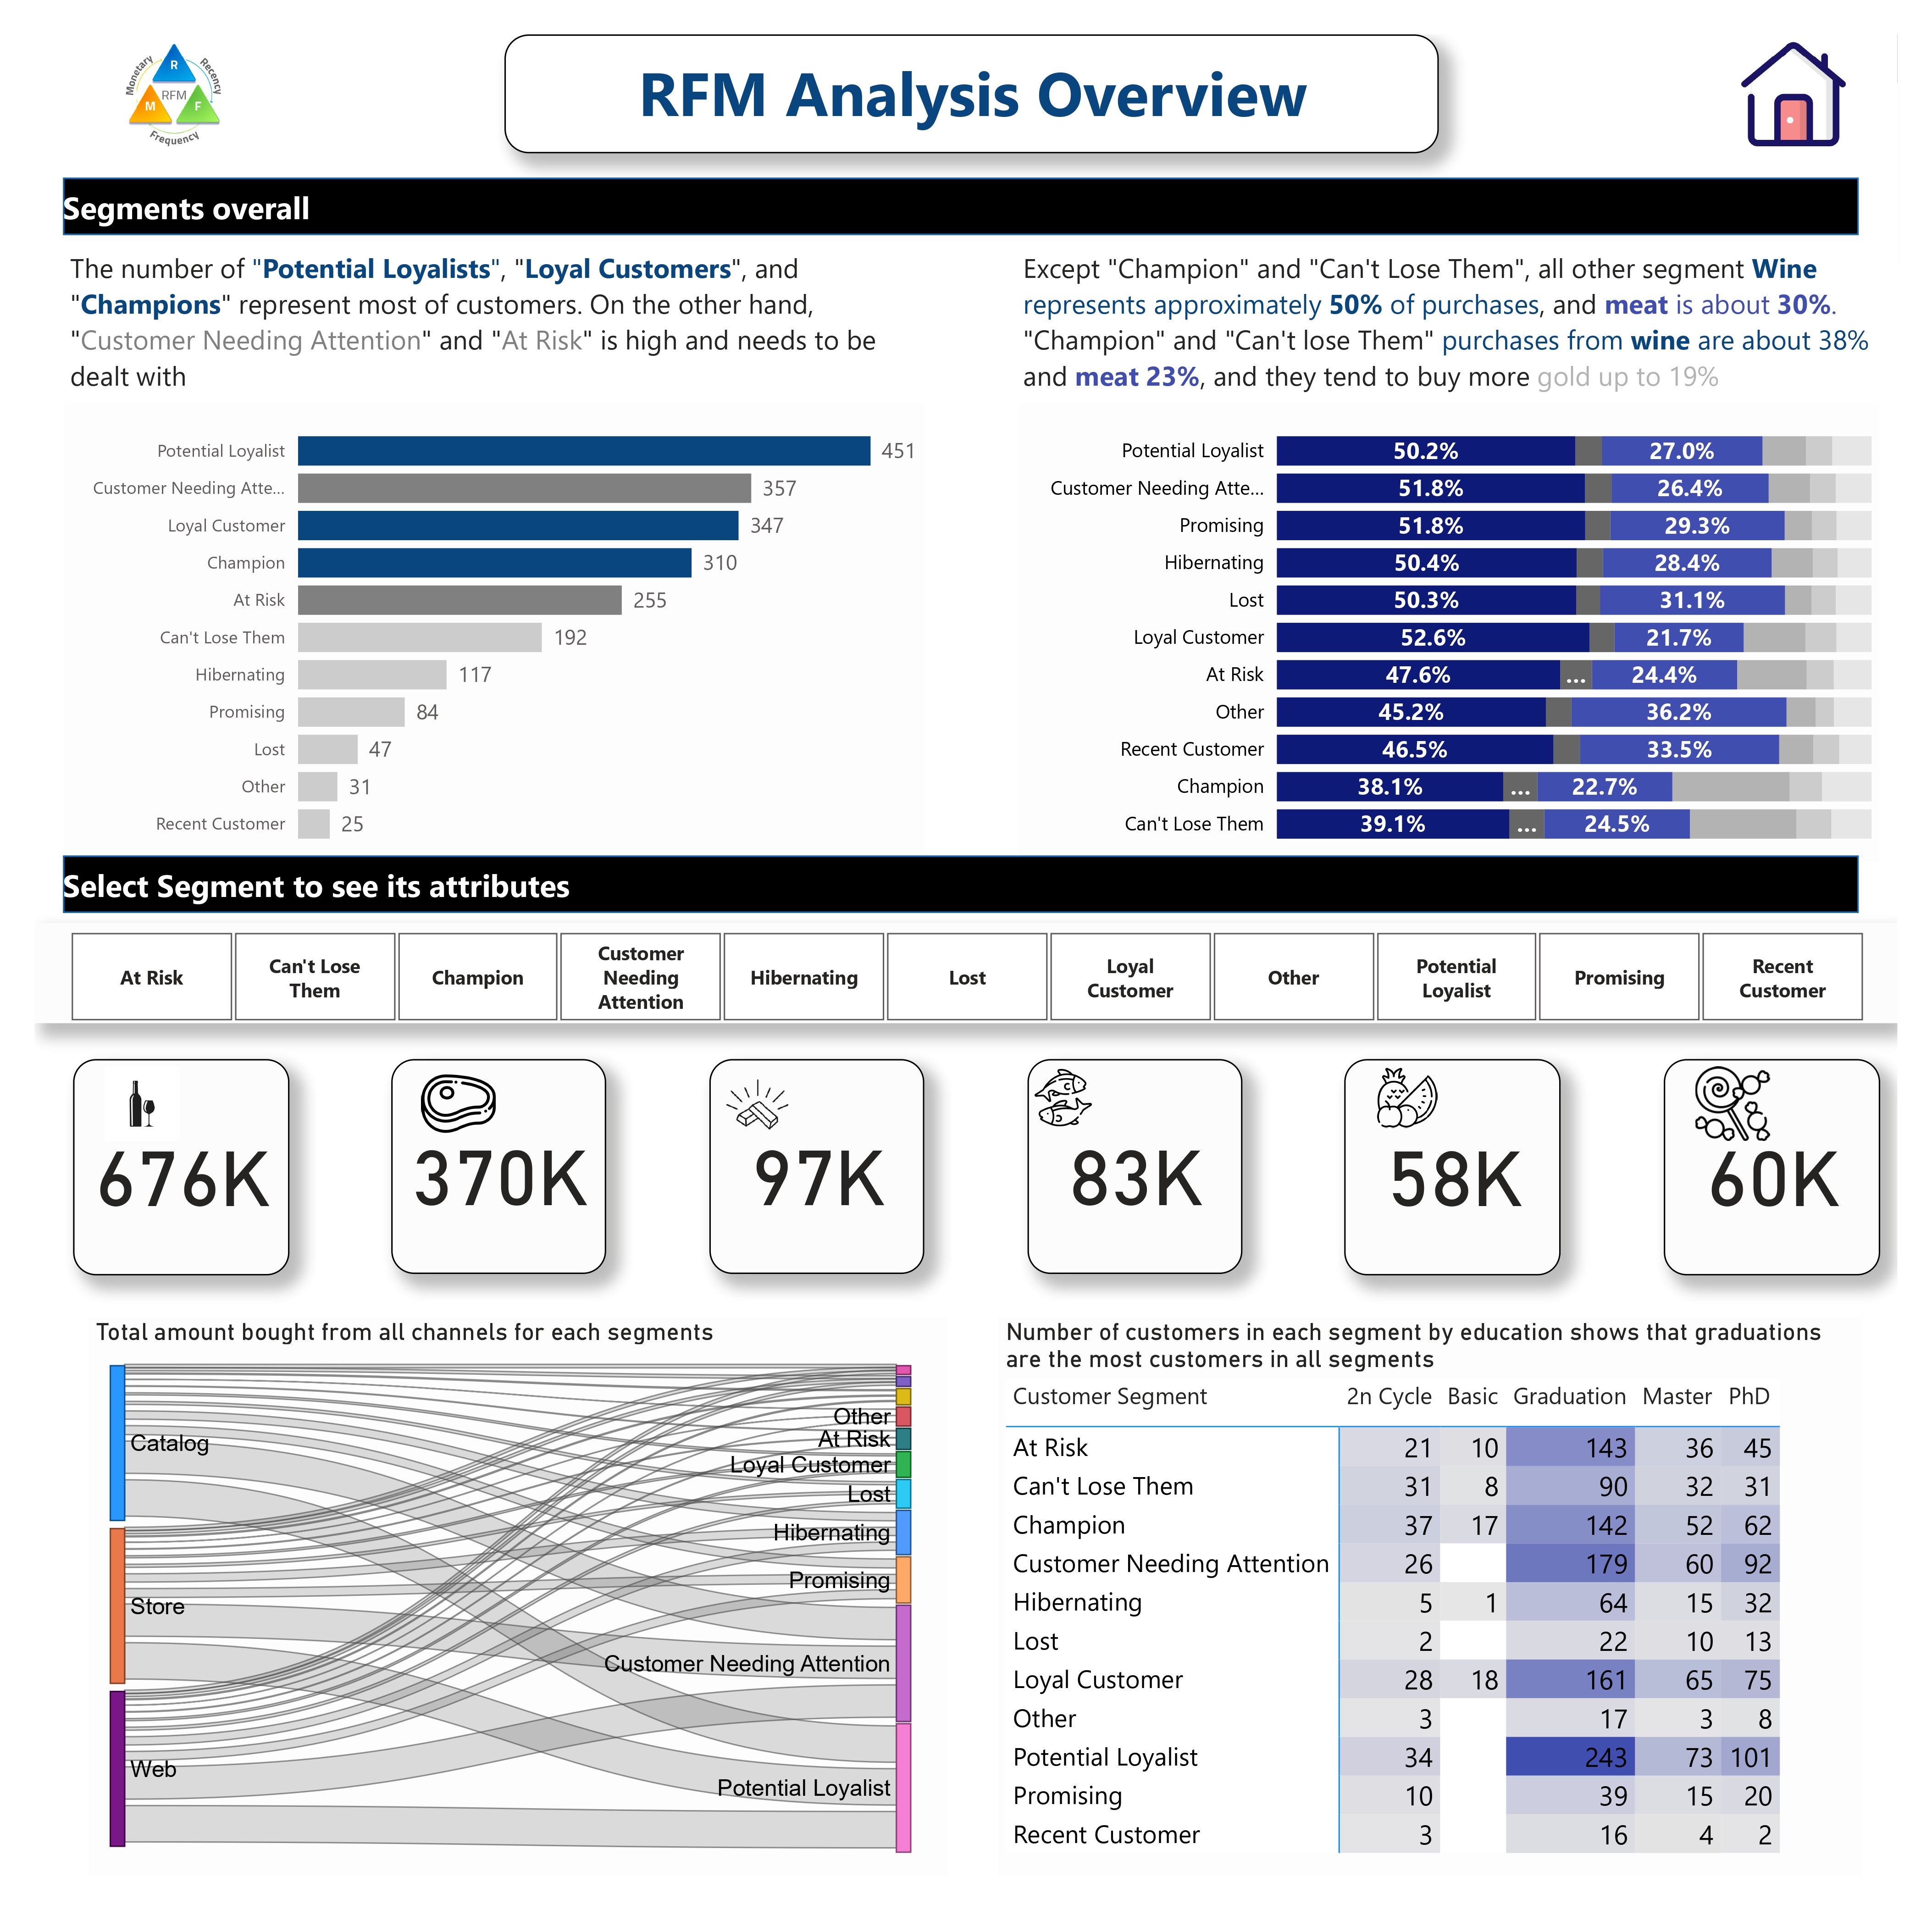 Monetary
Recency
R
RFM
M
F
Frequency
RFM Analysis Overview
Segments overall
The number of "Potential Loyalists", "Loyal Customers", and
"Champions" represent most of customers. On the other hand,
"Customer Needing Attention" and "At Risk" is high and needs to be
dealt with
Except "Champion" and "Can't Lose Them", all other segment Wine
represents approximately 50% of purchases, and meat is about 30%.
"Champion" and "Can't lose Them" purchases from wine are about 38%
and meat 23%, and they tend to buy more gold up to 19%
Potential Loyalist 451
Customer Needing Atte... 357
Loyal Customer 347
Champion 310
At Risk 255
Can't Lose Them 192
Hibernating 117
Promising 84
Lost 47
Other 31
Recent Customer 25
Potential Loyalist 50.2% 27.0%
Customer Needing Atte... 51.8% 26.4%
Promising 51.8% 29.3%
Hibernating 50.4% 28.4%
Lost 50.3% 31.1%
Loyal Customer 52.6% 21.7%
At Risk 47.6% ... 24.4%
Other 45.2% 36.2%
Recent Customer 46.5% 33.5%
Champion 38.1% ... 22.7%
Can't Lose Them 39.1% ... 24.5%
Select Segment to see its attributes
At Risk
Can't Lose
Them
Champion
Customer
Needing
Attention
Hibernating
Lost
Loyal
Customer
Other
Potential
Loyalist
Promising
Recent
Customer
676K
370K
97K
83K
58K
60K
Total amount bought from all channels for each segments
Catalog
Store
Web
Other
At Risk
Loyal Customer
Lost
Hibernating
Promising
Customer Needing Attention
Potential Loyalist
Number of customers in each segment by education shows that graduations
are the most customers in all segments
Customer Segment 2n Cycle Basic Graduation Master PhD
At Risk 21 10 143 36 45
Can't Lose Them 31 8 90 32 31
Champion 37 17 142 52 62
Customer Needing Attention 26 179 60 92
Hibernating 5 1 64 15 32
Lost 2 22 10 13
Loyal Customer 28 18 161 65 75
Other 3 17 3 8
Potential Loyalist 34 243 73 101
Promising 10 39 15 20
Recent Customer 3 16 4 2